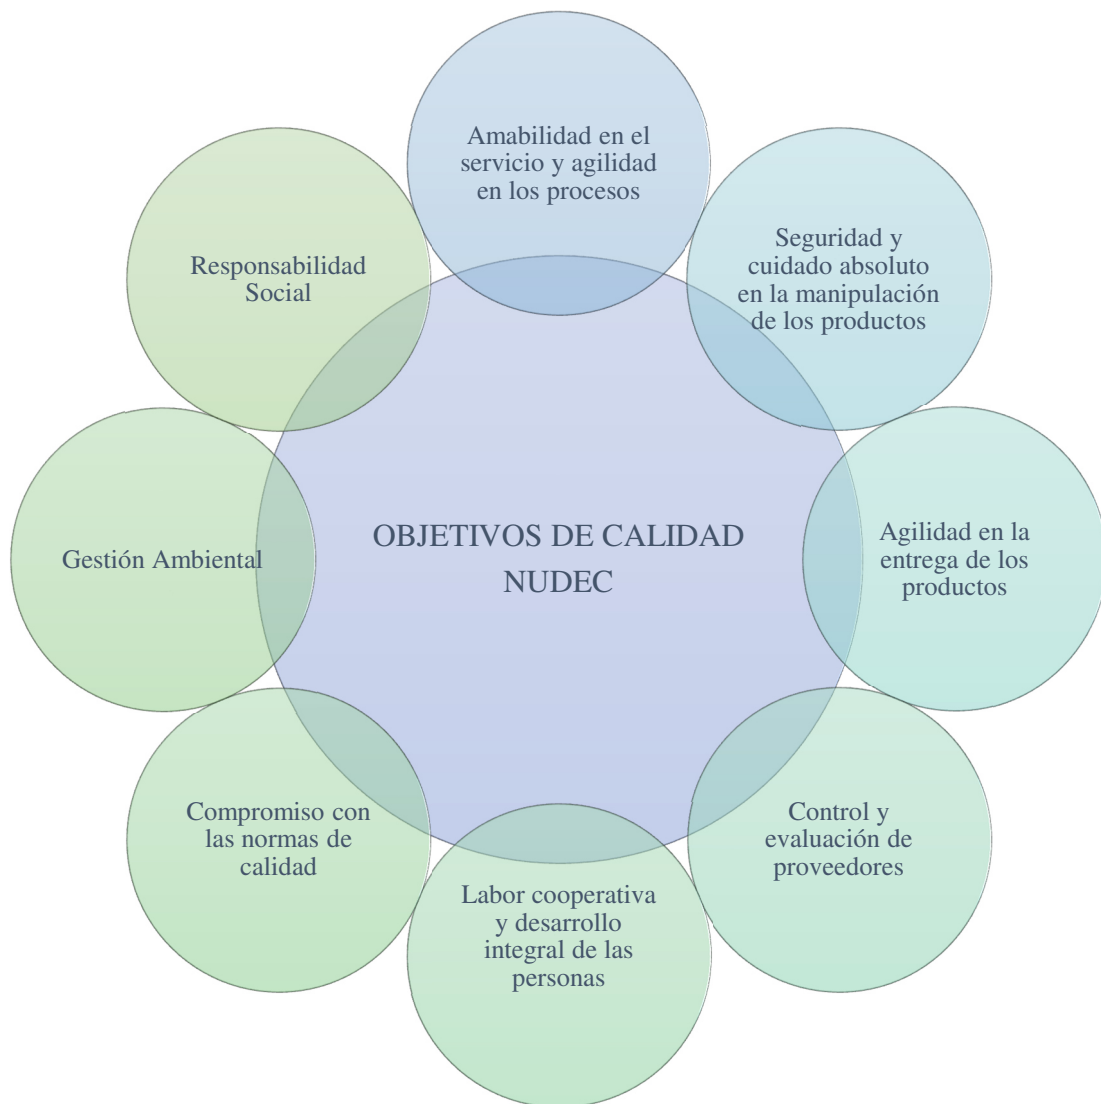 Amabilidad en el
servicio y agilidad
en los procesos
Seguridad y
cuidado absoluto
en la manipulación
de los productos
Agilidad en la
entrega de los
productos
Control y
evaluación de
proveedores
Labor cooperativa
y desarrollo
integral de las
personas
Compromiso con
las normas de
calidad
Gestión Ambiental
Responsabilidad
Social
OBJETIVOS DE CALIDAD
NUDEC